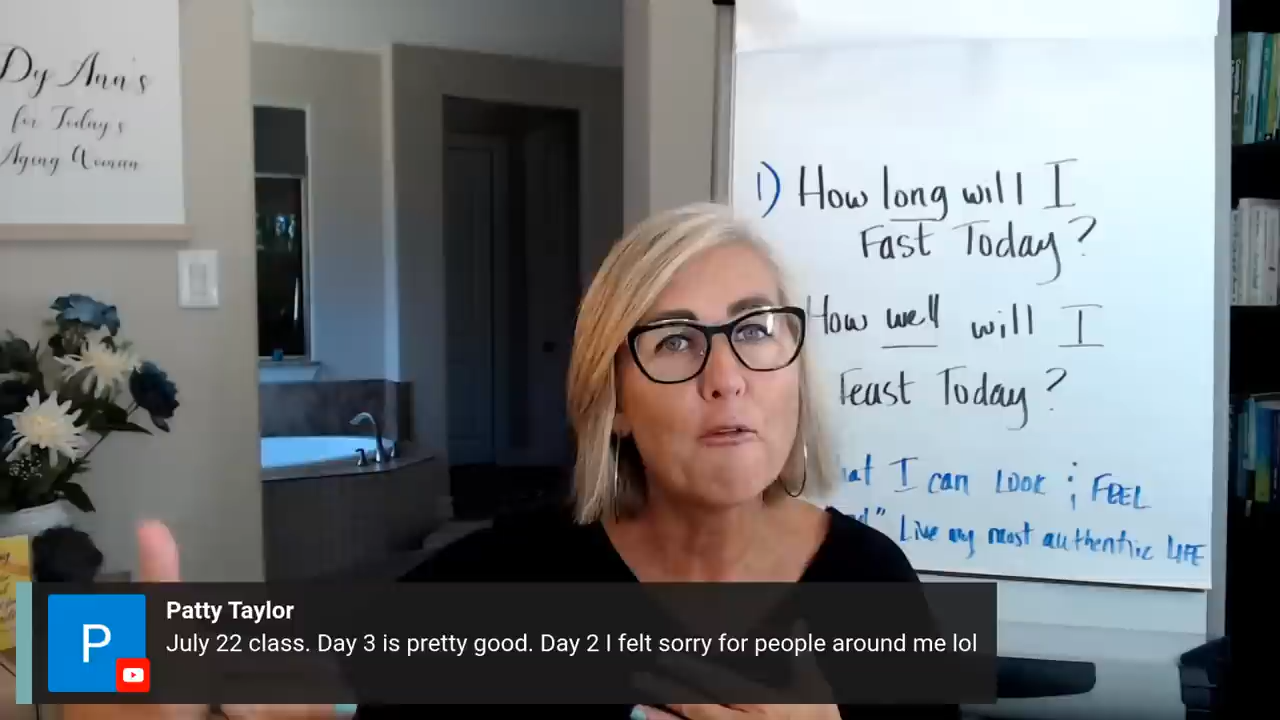 Dy Ann's
for Today's
Aging Woman
1) How long will I
Fast Today?
How well will I
Feast Today?
I can LOOK ; FEEL
Live my most authentic LIFE
P
Patty Taylor
July 22 class. Day 3 is pretty good. Day 2 I felt sorry for people around me lol